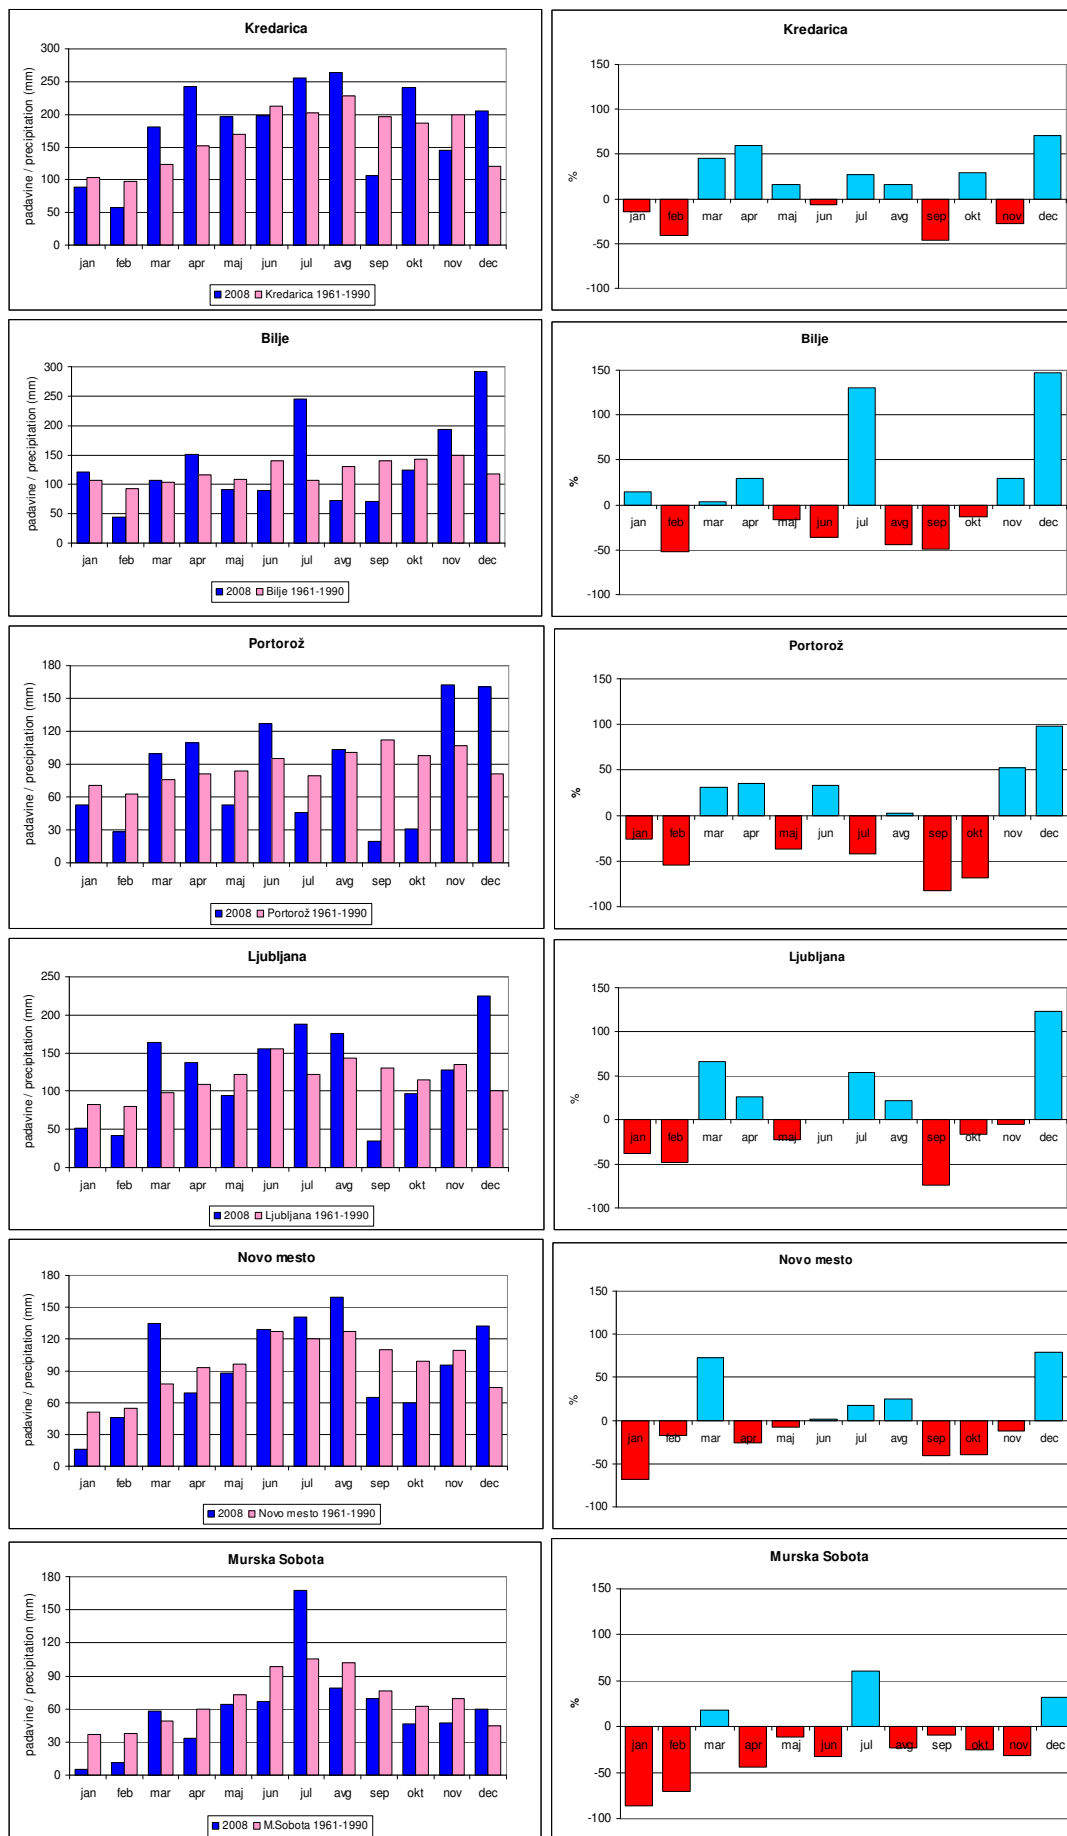 Kredarica
padavine / precipitation (mm)
300
250
200
150
100
50
0
jan feb mar apr maj jun jul avg sep okt nov dec
2008 Kredarica 1961-1990
Kredarica
%
150
100
50
0
-50
-100
jan feb mar apr maj jun jul avg sep okt nov dec
Bilje
padavine / precipitation (mm)
300
250
200
150
100
50
0
jan feb mar apr maj jun jul avg sep okt nov dec
2008 Bilje 1961-1990
Bilje
%
150
100
50
0
-50
-100
jan feb mar apr maj jun jul avg sep okt nov dec
Portorož
padavine / precipitation (mm)
180
150
120
90
60
30
0
jan feb mar apr maj jun jul avg sep okt nov dec
2008 Portorož 1961-1990
Portorož
%
150
100
50
0
-50
-100
jan feb mar apr maj jun jul avg sep okt nov dec
Ljubljana
padavine / precipitation (mm)
250
200
150
100
50
0
jan feb mar apr maj jun jul avg sep okt nov dec
2008 Ljubljana 1961-1990
Ljubljana
%
150
100
50
0
-50
-100
jan feb mar apr maj jun jul avg sep okt nov dec
Novo mesto
padavine / precipitation (mm)
180
150
120
90
60
30
0
jan feb mar apr maj jun jul avg sep okt nov dec
2008 Novo mesto 1961-1990
Novo mesto
%
150
100
50
0
-50
-100
jan feb mar apr maj jun jul avg sep okt nov dec
Murska Sobota
padavine / precipitation (mm)
180
150
120
90
60
30
0
jan feb mar apr maj jun jul avg sep okt nov dec
2008 M.Sobota 1961-1990
Murska Sobota
%
150
100
50
0
-50
-100
jan feb mar apr maj jun jul avg sep okt nov dec